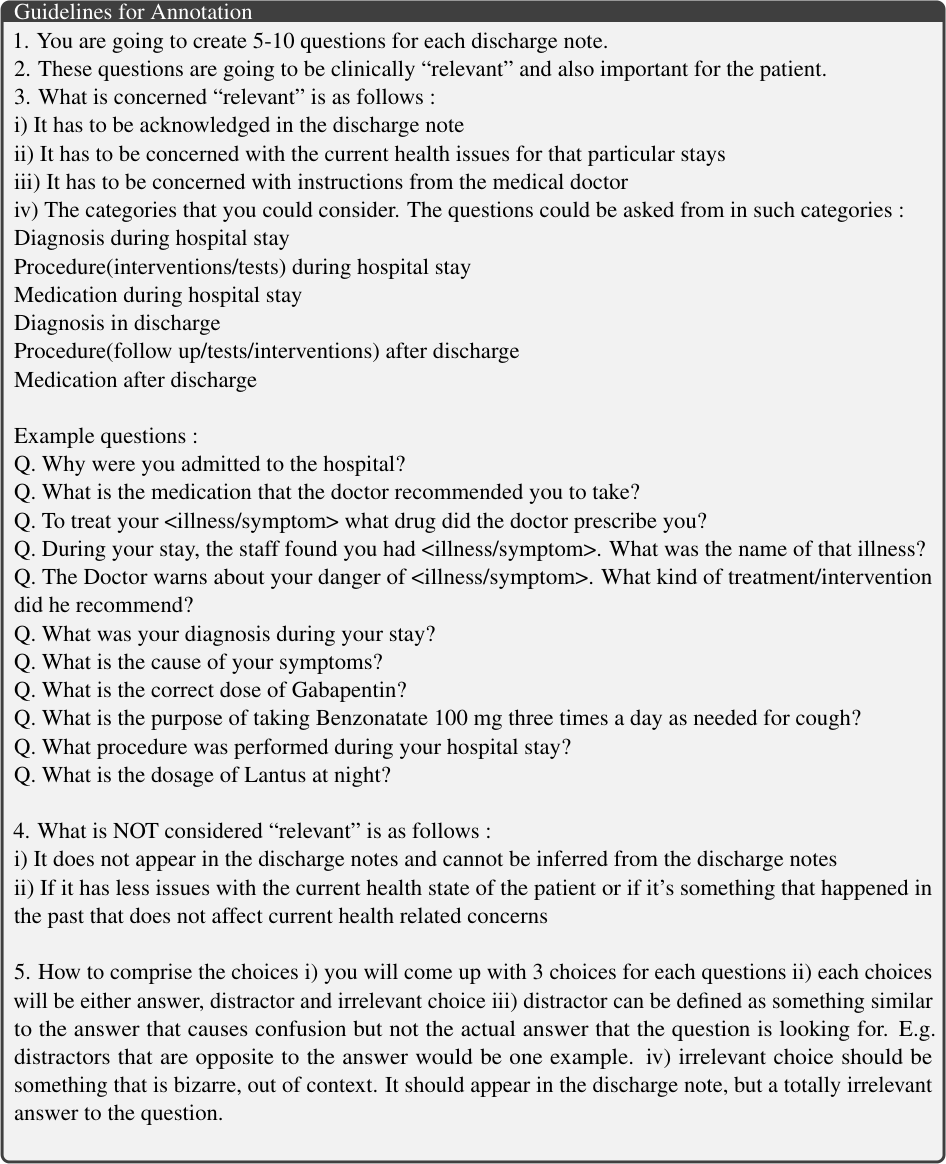 Guidelines for Annotation
1. You are going to create 5-10 questions for each discharge note.
2. These questions are going to be clinically “relevant” and also important for the patient.
3. What is concerned “relevant” is as follows :
i) It has to be acknowledged in the discharge note
ii) It has to be concerned with the current health issues for that particular stays
iii) It has to be concerned with instructions from the medical doctor
iv) The categories that you could consider. The questions could be asked from in such categories :
Diagnosis during hospital stay
Procedure(interventions/tests) during hospital stay
Medication during hospital stay
Diagnosis in discharge
Procedure(follow up/tests/interventions) after discharge
Medication after discharge
Example questions :
Q. Why were you admitted to the hospital?
Q. What is the medication that the doctor recommended you to take?
Q. To treat your <illness/symptom> what drug did the doctor prescribe you?
Q. During your stay, the staff found you had <illness/symptom>. What was the name of that illness?
Q. The Doctor warns about your danger of <illness/symptom>. What kind of treatment/intervention
did he recommend?
Q. What was your diagnosis during your stay?
Q. What is the cause of your symptoms?
Q. What is the correct dose of Gabapentin?
Q. What is the purpose of taking Benzonatate 100 mg three times a day as needed for cough?
Q. What procedure was performed during your hospital stay?
Q. What is the dosage of Lantus at night?
4. What is NOT considered “relevant” is as follows :
i) It does not appear in the discharge notes and cannot be inferred from the discharge notes
ii) If it has less issues with the current health state of the patient or if it’s something that happened in
the past that does not affect current health related concerns
5. How to comprise the choices i) you will come up with 3 choices for each questions ii) each choices
will be either answer, distractor and irrelevant choice iii) distractor can be defined as something similar
to the answer that causes confusion but not the actual answer that the question is looking for. E.g.
distractors that are opposite to the answer would be one example. iv) irrelevant choice should be
something that is bizarre, out of context. It should appear in the discharge note, but a totally irrelevant
answer to the question.